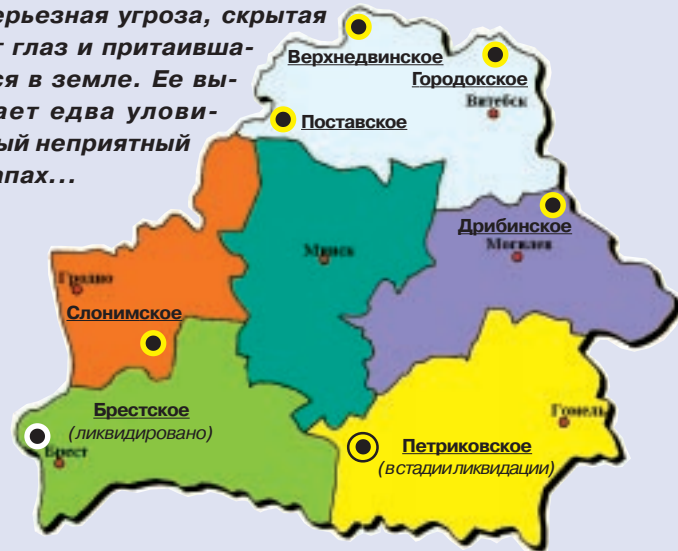 ерьезная угроза, скрытая
т глаз и притаивша-
ся в земле. Ее вы-
ает едва улови-
ый неприятный
апах...
Верхнедвинское
Городокское
Витебск
Поставское
Дрибинское
Могилев
Минск
Гродно
Слонимское
Брестское
(ликвидировано)
Брест
Гомель
Петриковское
(в стадии ликвидации)